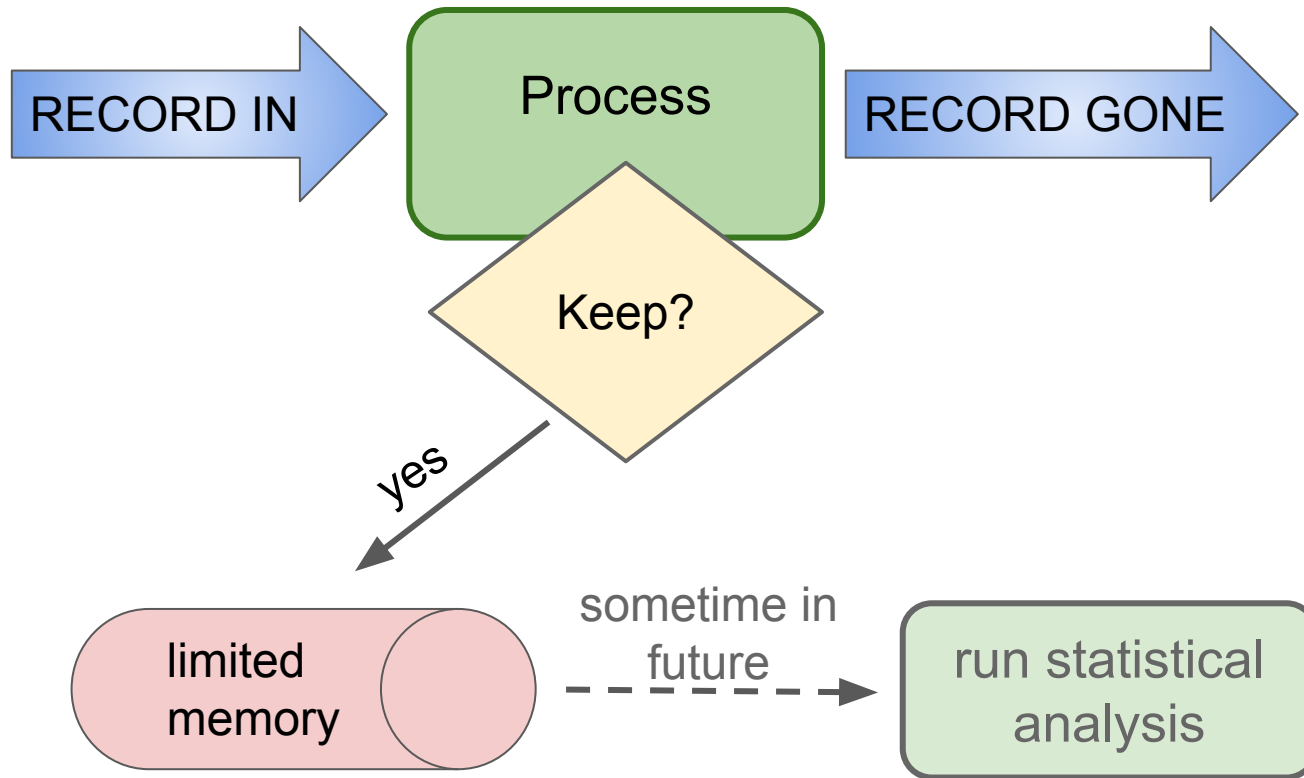 RECORD IN
Process
RECORD GONE
Keep?
yes
limited
memory
sometime in
future
run statistical
analysis